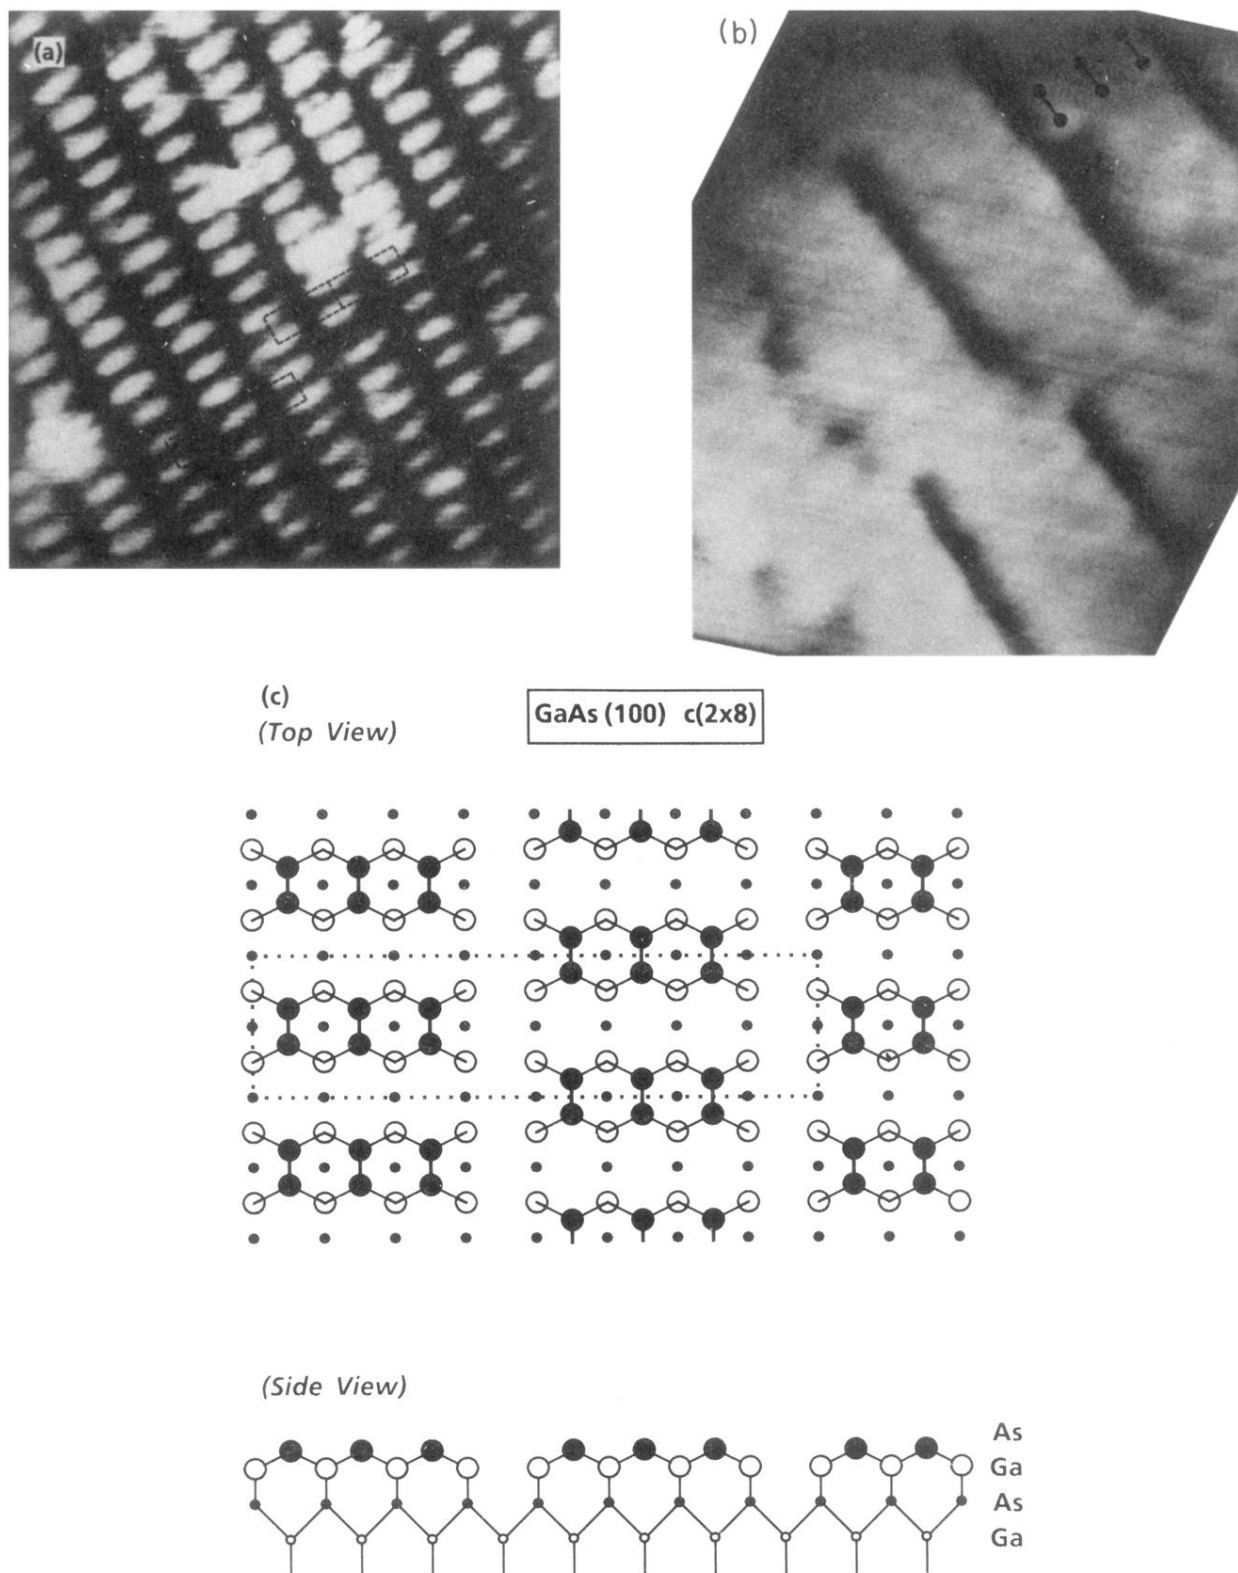 (a)
(b)
(c)
(Top View)
GaAs (100) c(2x8)
(Side View)
As
Ga
As
Ga